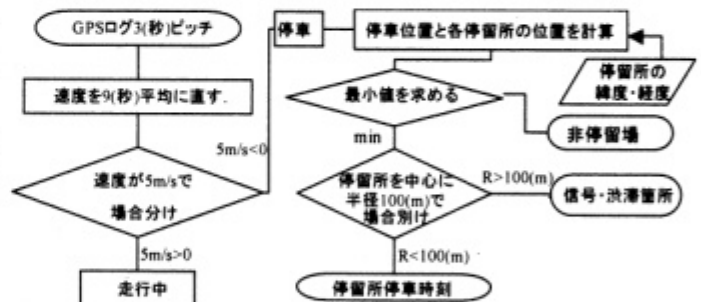 GPSログ3(秒)ピッチ
速度を9(秒)平均に直す.
5m/s<0
速度が5m/sで
場合分け
5m/s>0
走行中
停車
停車位置と各停留所の位置を計算
停留所の
緯度・経度
最小値を求める
非停留場
min
停留所を中心に
半径100(m)で
場合別け
R>100(m)
信号・渋滞箇所
R<100(m)
停留所停車時刻